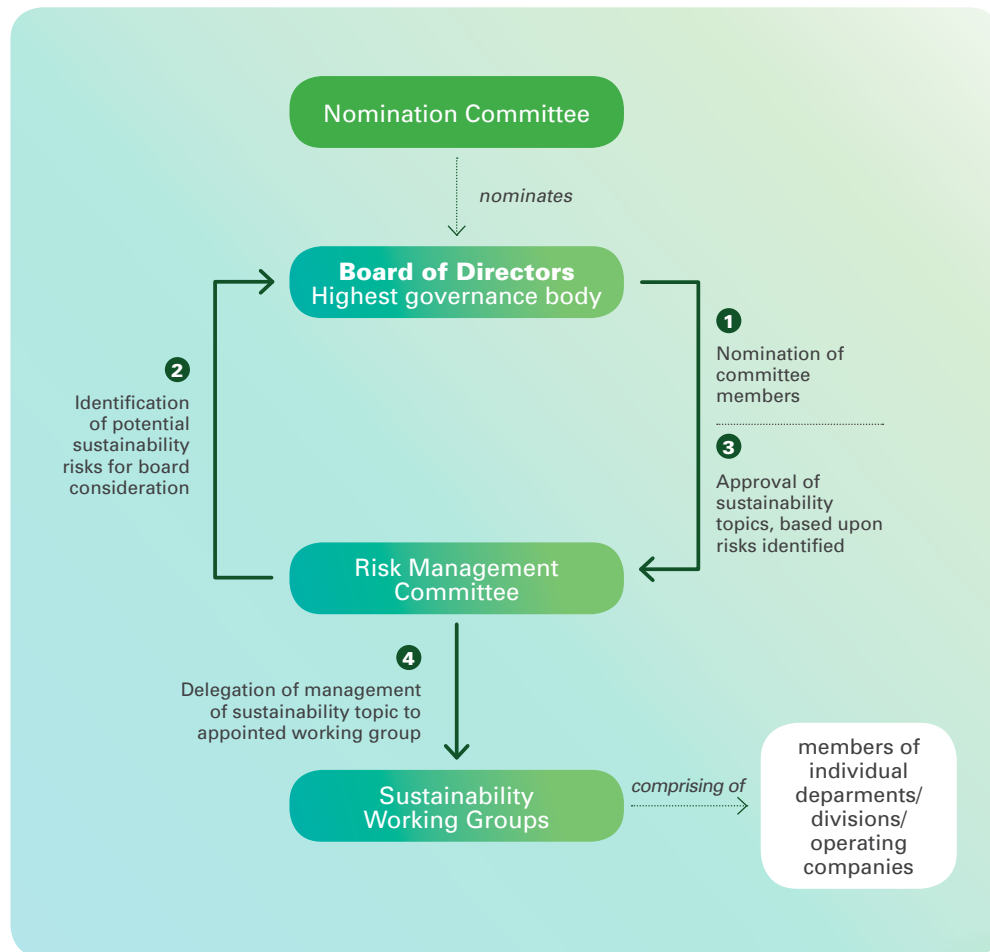 Nomination Committee
nominates
Board of Directors
Highest governance body
1
Nomination of
committee
members
2
Identification
of potential
sustainability
risks for board
consideration
3
Approval of
sustainability
topics, based upon
risks identified
Risk Management
Committee
4
Delegation of management
of sustainability topic to
appointed working group
Sustainability
Working Groups
comprising of
members of
individual
deparments/
divisions/
operating
companies